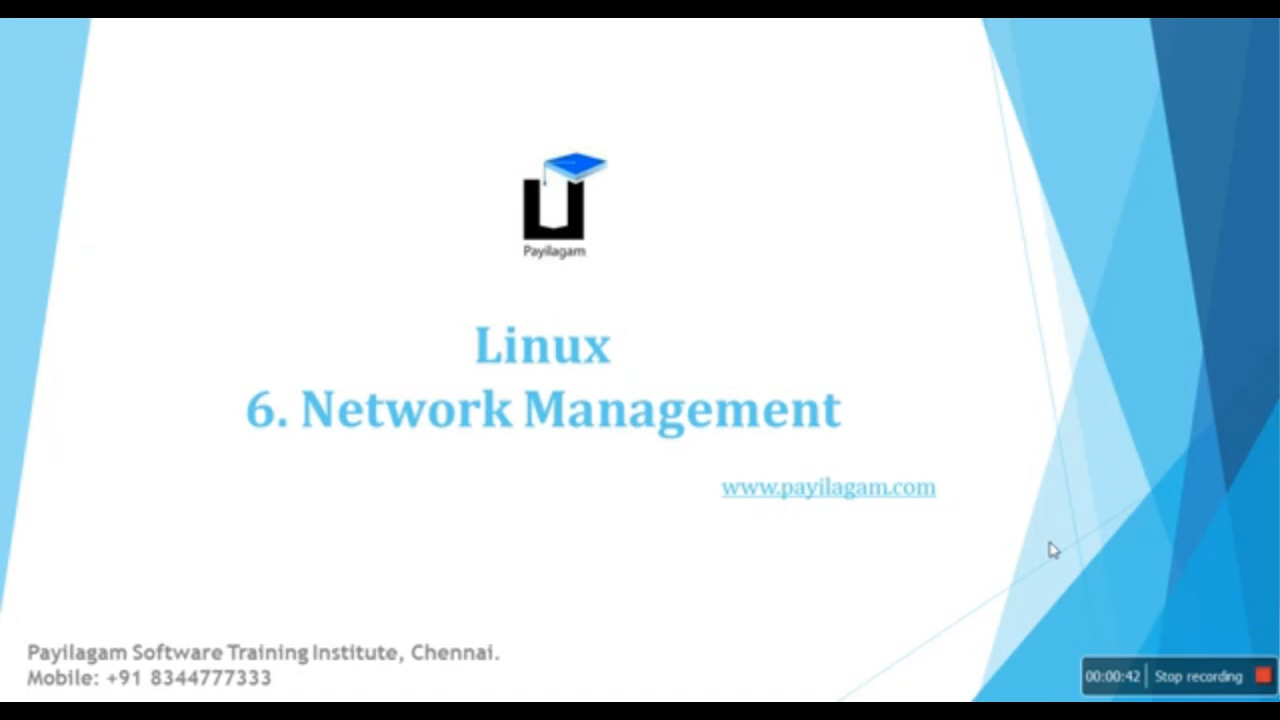 Payilagam
Linux
6. Network Management
www.payilagam.com
Payilagam Software Training Institute, Chennai.
Mobile: +91 8344777333
00:00:42 Stop recording